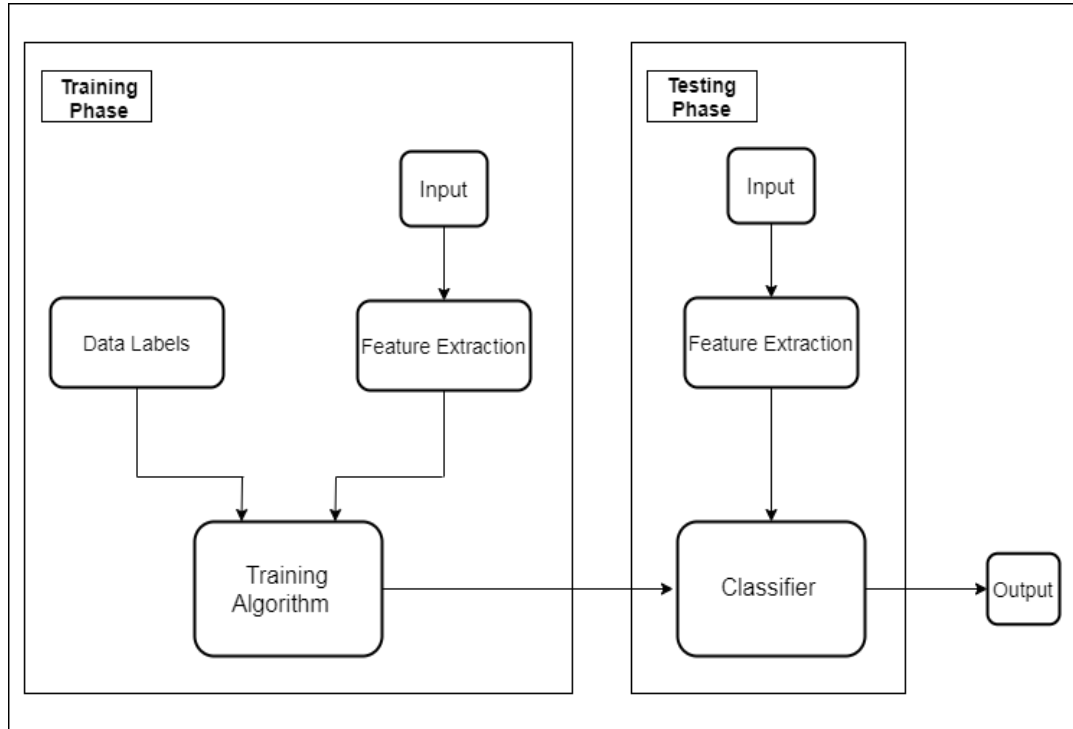 Training
Phase
Testing
Phase
Input
Input
Data Labels
Feature Extraction
Feature Extraction
Training
Algorithm
Classifier
Output